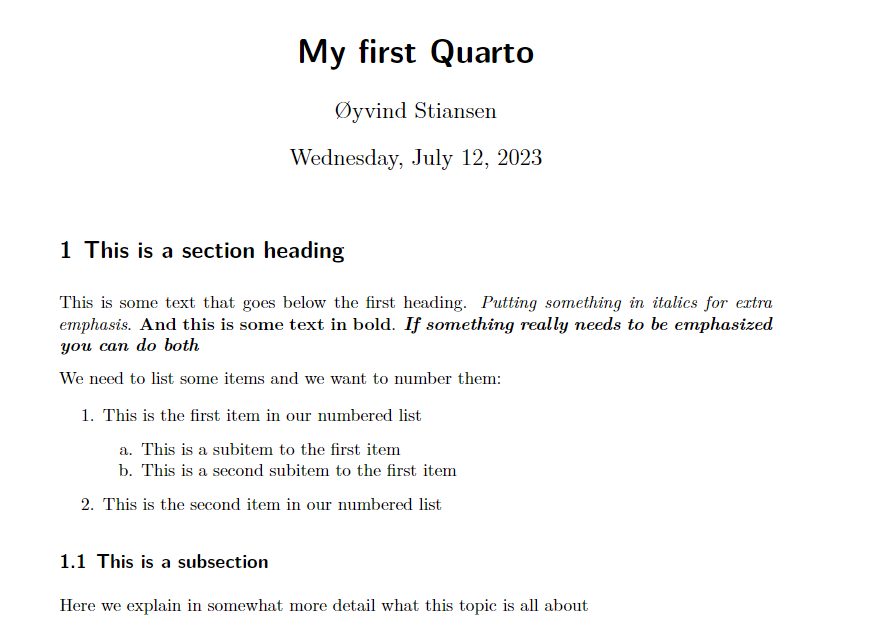 My first Quarto
Øyvind Stiansen
Wednesday, July 12, 2023
1 This is a section heading
This is some text that goes below the first heading. Putting something in italics for extra
emphasis. And this is some text in bold. If something really needs to be emphasized
you can do both
We need to list some items and we want to number them:
1. This is the first item in our numbered list
a. This is a subitem to the first item
b. This is a second subitem to the first item
2. This is the second item in our numbered list
1.1 This is a subsection
Here we explain in somewhat more detail what this topic is all about